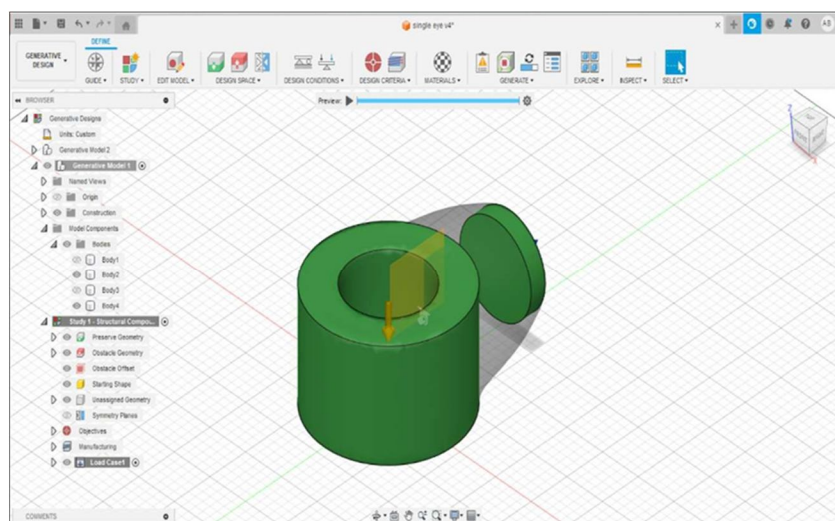 single eye v4*
AB
DEFINE
GENERATIVE DESIGN
GUIDE
STUDY
EDIT MODEL
DESIGN SPACE
DESIGN CONDITIONS
DESIGN CRITERIA
MATERIALS
GENERATE
EXPLORE
INSPECT
SELECT
BROWSER
Preview:
Generative Designs
Units: Custom
Generative Model 2
Generative Model 1
Named Views
Origin
Construction
Model Components
Bodies
Body1
Body2
Body3
Body4
Study 1 - Structural Compo...
Preserve Geometry
Obstacle Geometry
Obstacle Offset
Starting Shape
Unassigned Geometry
Symmetry Planes
Objectives
Manufacturing
Load Case1
Z
X
COMMENTS